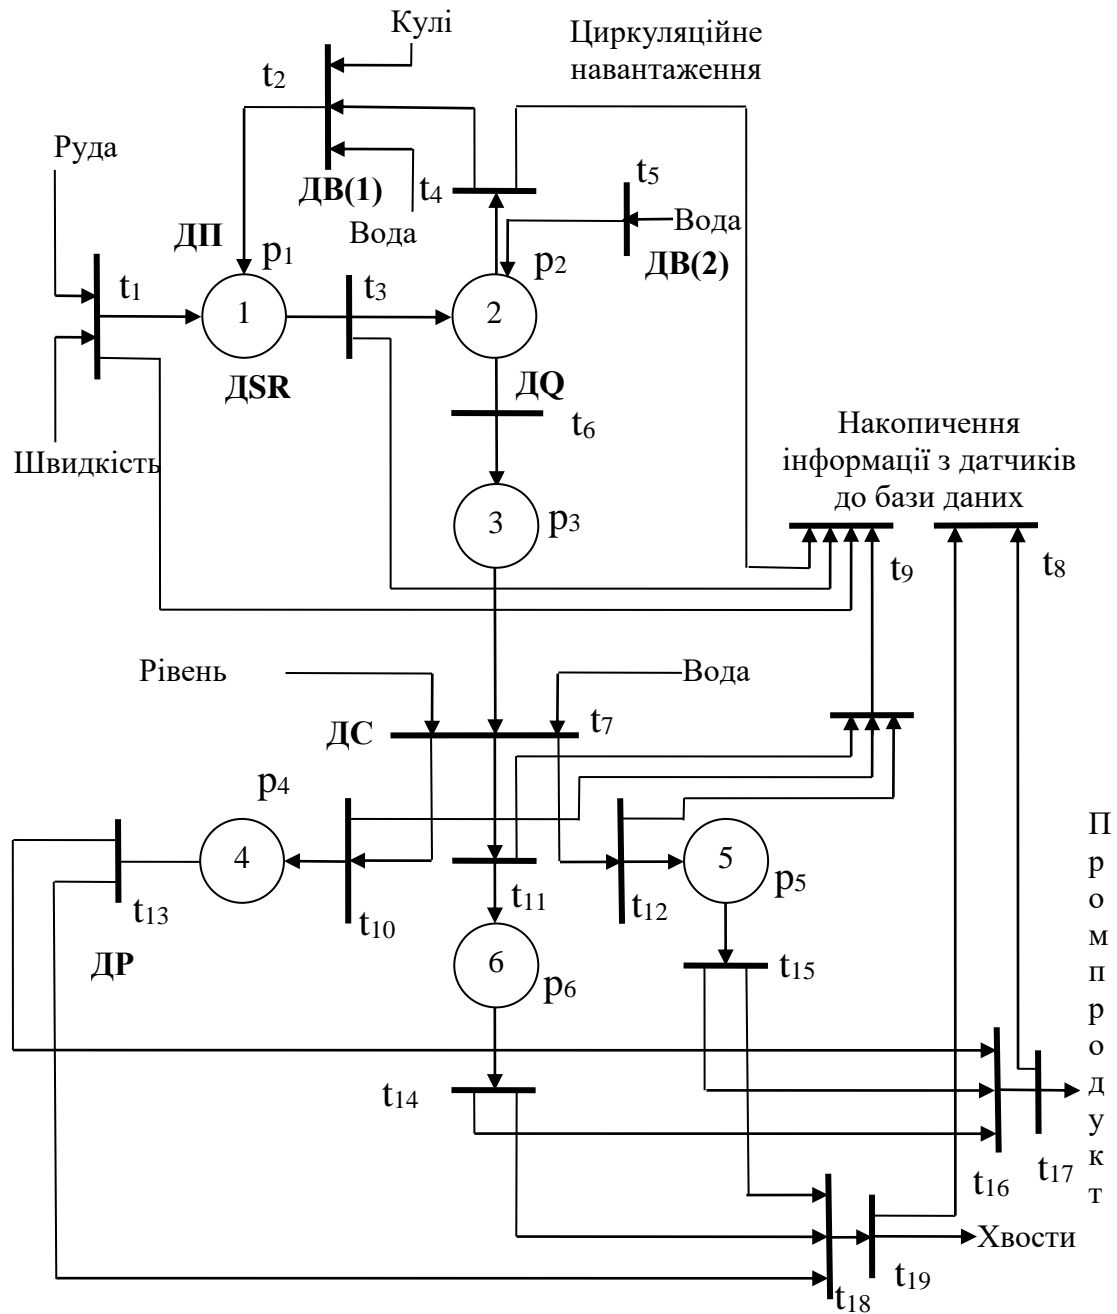 Кулі
Циркуляційне
навантаження
t2
Руда
ДВ(1)
t4
t5
Вода
Вода
ДП
p1
p2
ДВ(2)
t1
t3
1
2
ДSR
ДQ
t6
Швидкість
Накопичення
інформації з датчиків
до бази даних
3
p3
t9
t8
Рівень
Вода
ДС
t7
p4
4
5
p5
t13
t10
t11
t12
ДР
6
p6
t15
Промпродукт
t14
t16
t17
Хвости
t18
t19